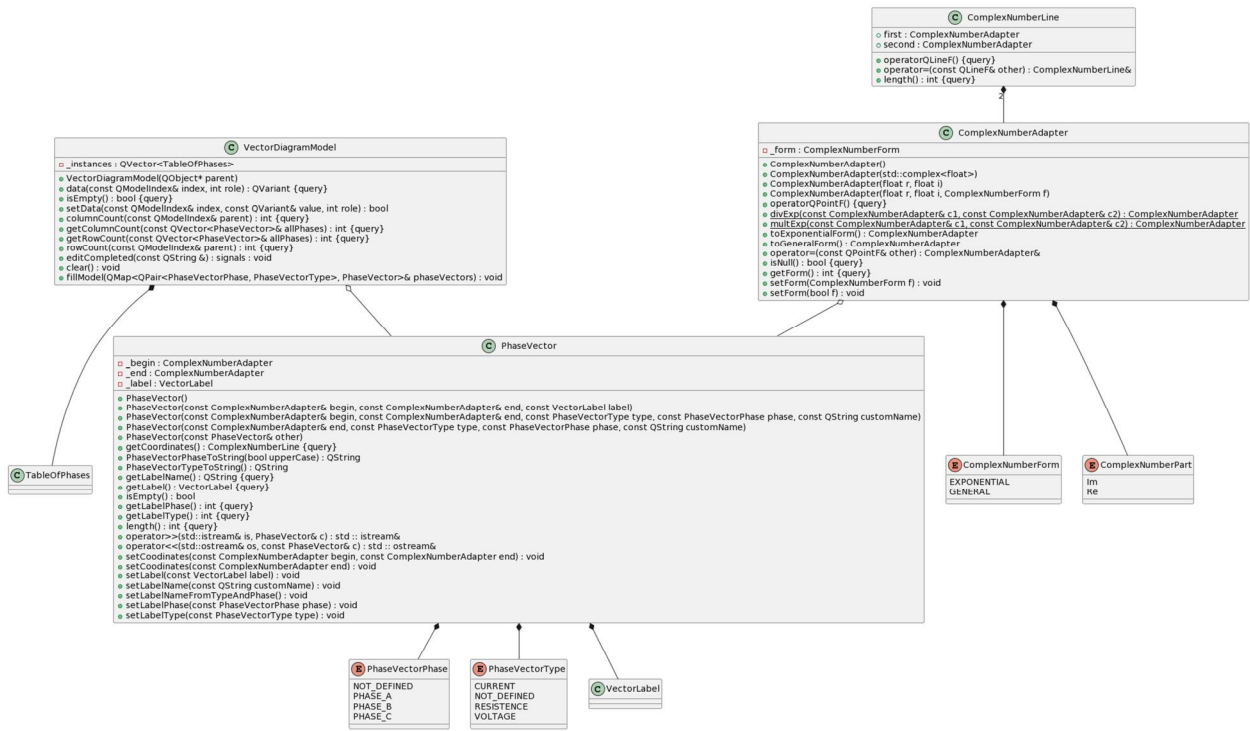 C ComplexNumberLine
first : ComplexNumberAdapter
second : ComplexNumberAdapter
operatorQLineF() {query}
operator=(const QLineF& other) : ComplexNumberLine&
length() : int {query}
2
C VectorDiagramModel
_instances : QVector<TableOfPhases>
VectorDiagramModel(QObject* parent)
data(const QModelIndex& index, int role) : QVariant {query}
isEmpty() : bool {query}
setData(const QModelIndex& index, const QVariant& value, int role) : bool
columnCount(const QModelIndex& parent) : int {query}
getColumnCount(const QVector<PhaseVector>& allPhases) : int {query}
getRowCount(const QVector<PhaseVector>& allPhases) : int {query}
rowCount(const QModelIndex& parent) : int {query}
editCompleted(const QString &) : signals : void
clear() : void
fillModel(QMap<QPair<PhaseVectorPhase, PhaseVectorType>, PhaseVector>& phaseVectors) : void
C ComplexNumberAdapter
_form : ComplexNumberForm
ComplexNumberAdapter()
ComplexNumberAdapter(std::complex<float>)
ComplexNumberAdapter(float r, float i)
ComplexNumberAdapter(float r, float i, ComplexNumberForm f)
operatorQPointF() {query}
divExp(const ComplexNumberAdapter& c1, const ComplexNumberAdapter& c2) : ComplexNumberAdapter
multExp(const ComplexNumberAdapter& c1, const ComplexNumberAdapter& c2) : ComplexNumberAdapter
toExponentialForm() : ComplexNumberAdapter
toGeneralForm() : ComplexNumberAdapter
operator=(const QPointF& other) : ComplexNumberAdapter&
isNull() : bool {query}
getForm() : int {query}
setForm(ComplexNumberForm f) : void
setForm(bool f) : void
C PhaseVector
_begin : ComplexNumberAdapter
_end : ComplexNumberAdapter
_label : VectorLabel
PhaseVector()
PhaseVector(const ComplexNumberAdapter& begin, const ComplexNumberAdapter& end, const VectorLabel label)
PhaseVector(const ComplexNumberAdapter& begin, const ComplexNumberAdapter& end, const PhaseVectorType type, const PhaseVectorPhase phase, const QString customName)
PhaseVector(const ComplexNumberAdapter& end, const PhaseVectorType type, const PhaseVectorPhase phase, const QString customName)
PhaseVector(const PhaseVector& other)
getCoordinates() : ComplexNumberLine {query}
PhaseVectorPhaseToString(bool upperCase) : QString
PhaseVectorTypeToString() : QString
getLabelName() : QString {query}
getLabel() : VectorLabel {query}
isEmpty() : bool
getLabelPhase() : int {query}
getLabelType() : int {query}
length() : int {query}
operator>>(std::istream& is, PhaseVector& c) : std :: istream&
operator<<(std::ostream& os, const PhaseVector& c) : std :: ostream&
setCoodinates(const ComplexNumberAdapter begin, const ComplexNumberAdapter end) : void
setCoodinates(const ComplexNumberAdapter end) : void
setLabel(const VectorLabel label) : void
setLabelName(const QString customName) : void
setLabelNameFromTypeAndPhase() : void
setLabelPhase(const PhaseVectorPhase phase) : void
setLabelType(const PhaseVectorType type) : void
C TableOfPhases
E ComplexNumberForm
EXPONENTIAL
GENERAL
E ComplexNumberPart
Im
Re
E PhaseVectorPhase
NOT_DEFINED
PHASE_A
PHASE_B
PHASE_C
E PhaseVectorType
CURRENT
NOT_DEFINED
RESISTENCE
VOLTAGE
C VectorLabel